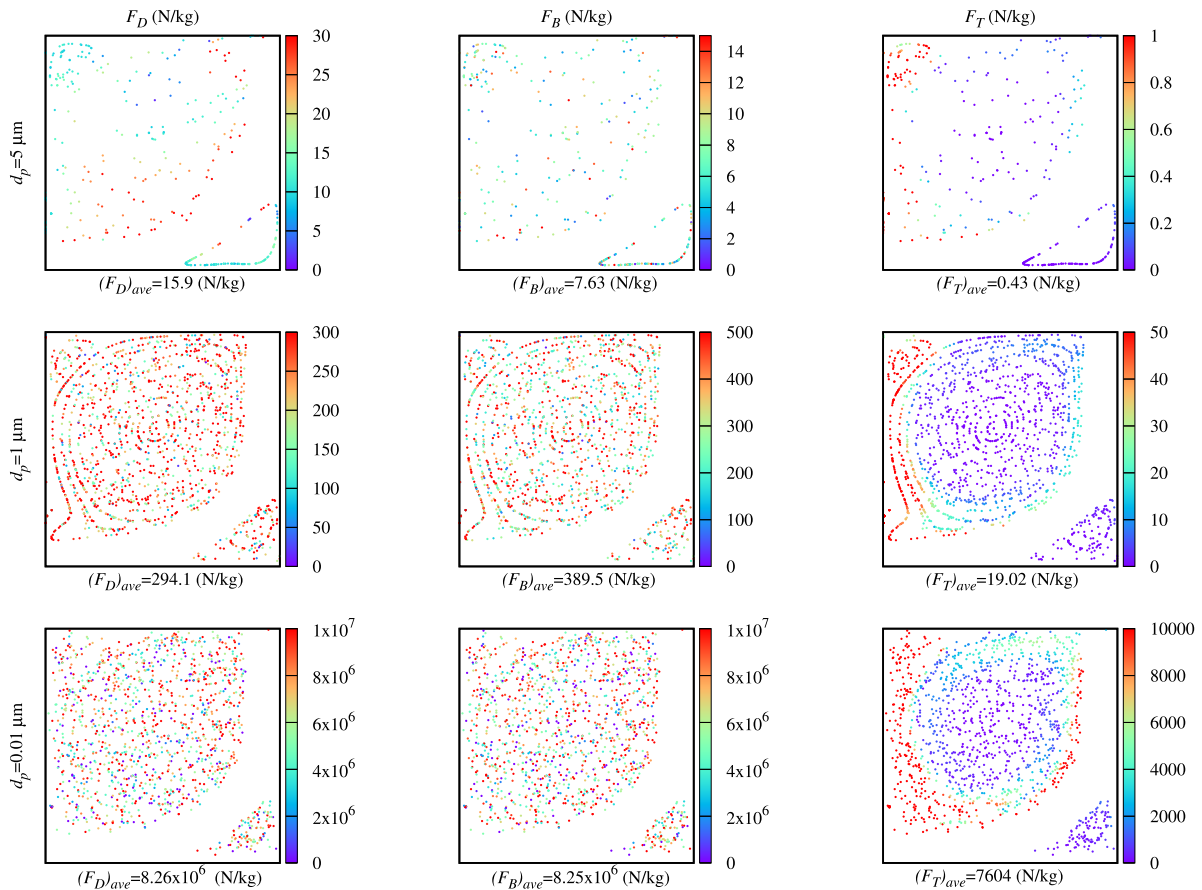 F_D (N/kg)
F_B (N/kg)
F_T (N/kg)
d_p=5 μm
30
25
20
15
10
5
0
14
12
10
8
6
4
2
0
1
0.8
0.6
0.4
0.2
0
(F_D)_ave=15.9 (N/kg)
(F_B)_ave=7.63 (N/kg)
(F_T)_ave=0.43 (N/kg)
d_p=1 μm
300
250
200
150
100
50
0
500
400
300
200
100
0
50
40
30
20
10
0
(F_D)_ave=294.1 (N/kg)
(F_B)_ave=389.5 (N/kg)
(F_T)_ave=19.02 (N/kg)
d_p=0.01 μm
1x10^7
8x10^6
6x10^6
4x10^6
2x10^6
0
1x10^7
8x10^6
6x10^6
4x10^6
2x10^6
0
10000
8000
6000
4000
2000
0
(F_D)_ave=8.26x10^6 (N/kg)
(F_B)_ave=8.25x10^6 (N/kg)
(F_T)_ave=7604 (N/kg)